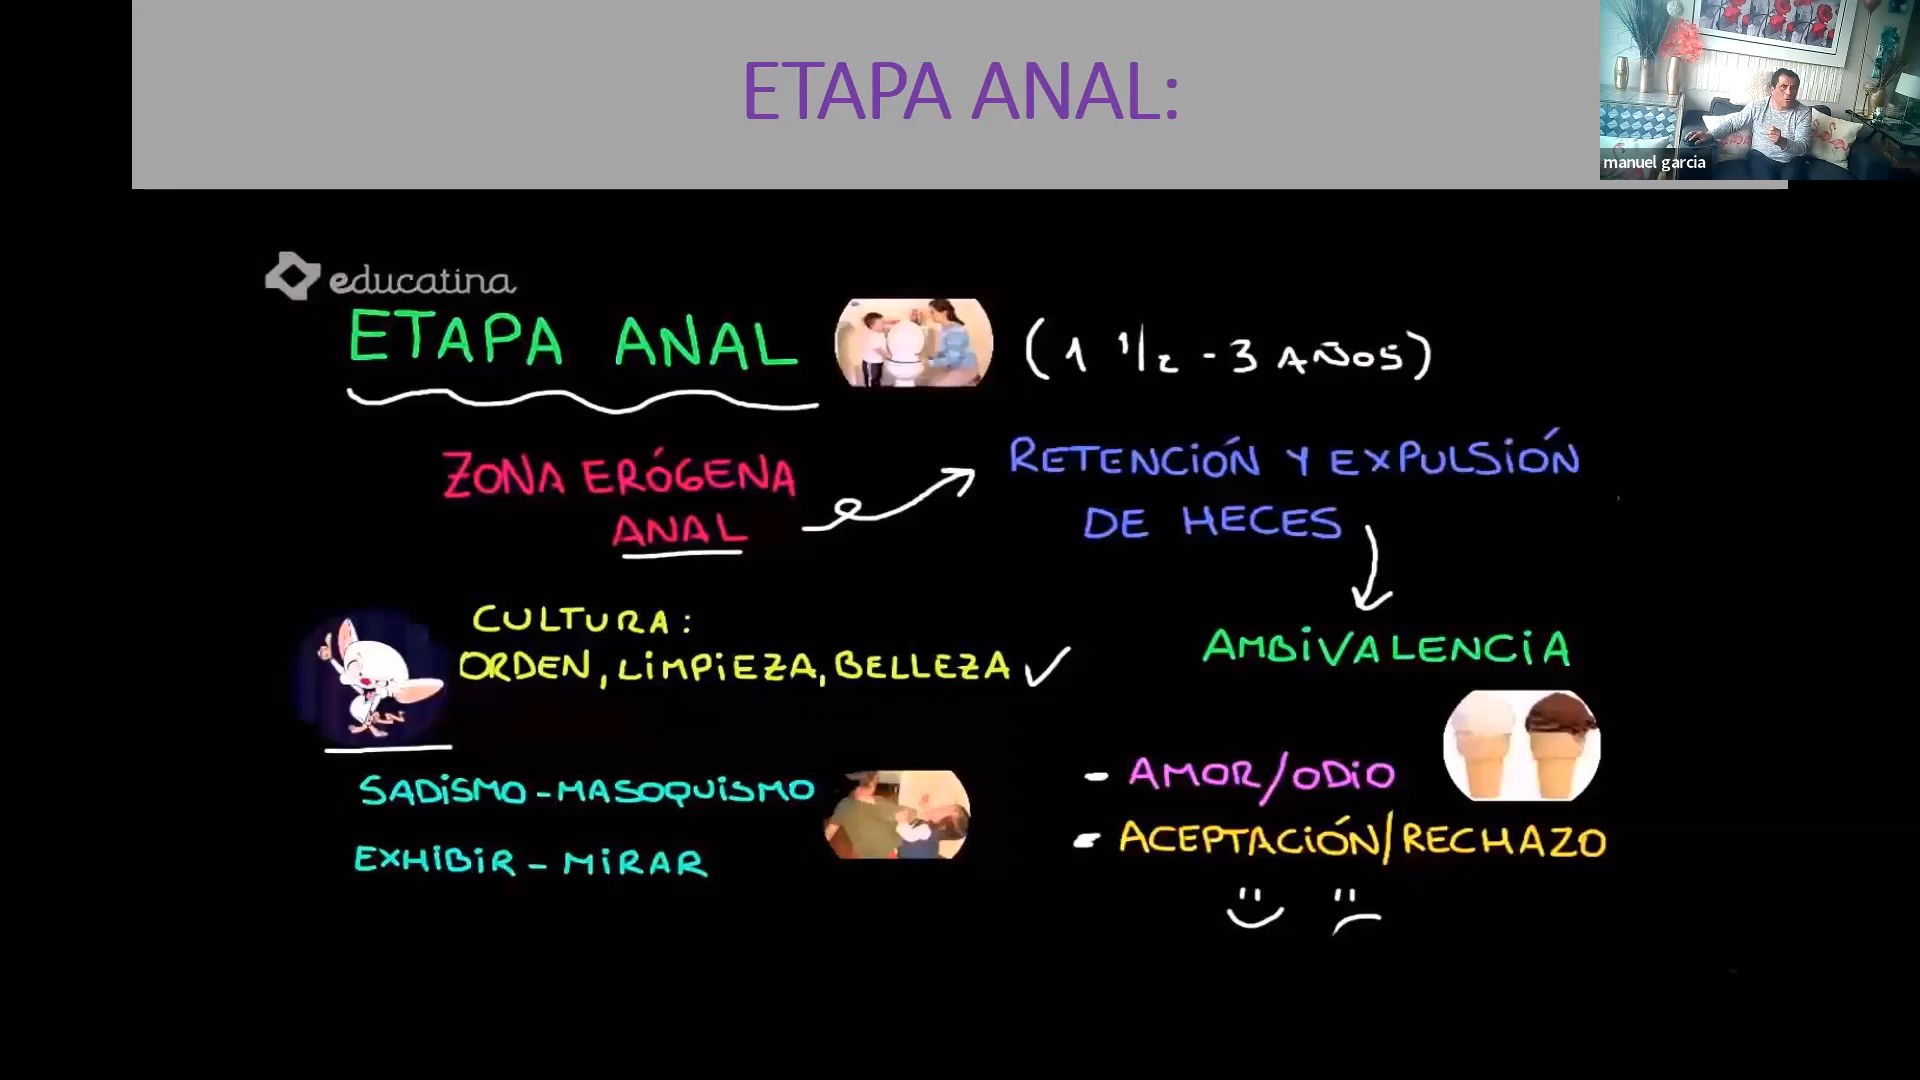 ETAPA ANAL:
manuel garcia
educatina
ETAPA ANAL
(1 1/2 - 3 AÑOS)
ZONA ERÓGENA
ANAL
RETENCIÓN Y EXPULSIÓN
DE HECES
CULTURA:
ORDEN, LIMPIEZA, BELLEZA ✓
AMBIVALENCIA
SADISMO - MASOQUISMO
EXHIBIR - MIRAR
- AMOR/ODIO
- ACEPTACIÓN/RECHAZO